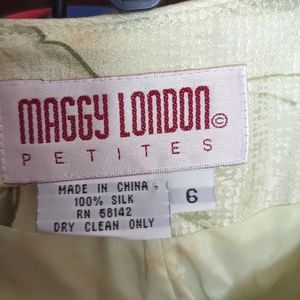 MAGGY LONDON©
PETITES
MADE IN CHINA
100% SILK
RN 58142
DRY CLEAN ONLY
6